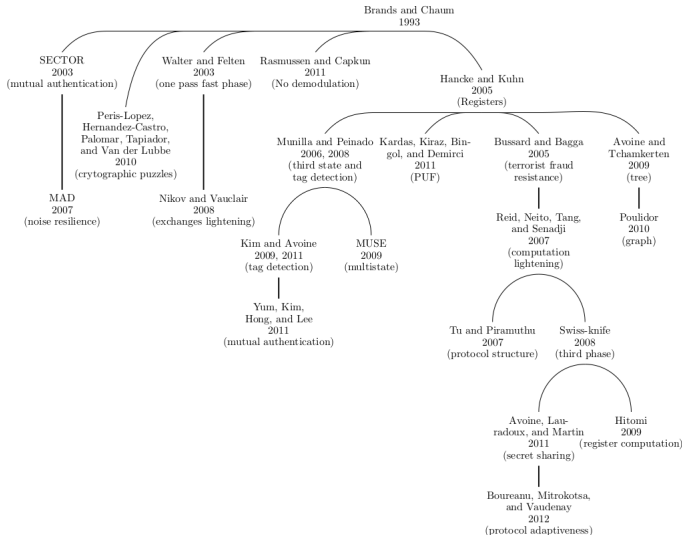 Brands and Chaum
1993
SECTOR
2003
(mutual authentication)
Walter and Felten
2003
(one pass fast phase)
Rasmussen and Capkun
2011
(No demodulation)
Hancke and Kuhn
2005
(Registers)
Peris-Lopez,
Hernandez-Castro,
Palomar, Tapiador,
and Van der Lubbe
2010
(crytographic puzzles)
Munilla and Peinado
2006, 2008
(third state and
tag detection)
Kardas, Kiraz, Bin-
gol, and Demirci
2011
(PUF)
Bussard and Bagga
2005
(terrorist fraud
resistance)
Avoine and
Tchamkerten
2009
(tree)
MAD
2007
(noise resilience)
Nikov and Vauclair
2008
(exchanges lightening)
Reid, Neito, Tang,
and Senadji
2007
(computation
lightening)
Poulidor
2010
(graph)
Kim and Avoine
2009, 2011
(tag detection)
MUSE
2009
(multistate)
Yum, Kim,
Hong, and Lee
2011
(mutual authentication)
Tu and Piramuthu
2007
(protocol structure)
Swiss-knife
2008
(third phase)
Avoine, Lau-
radoux, and Martin
2011
(secret sharing)
Hitomi
2009
(register computation)
Boureanu, Mitrokotsa,
and Vaudenay
2012
(protocol adaptiveness)